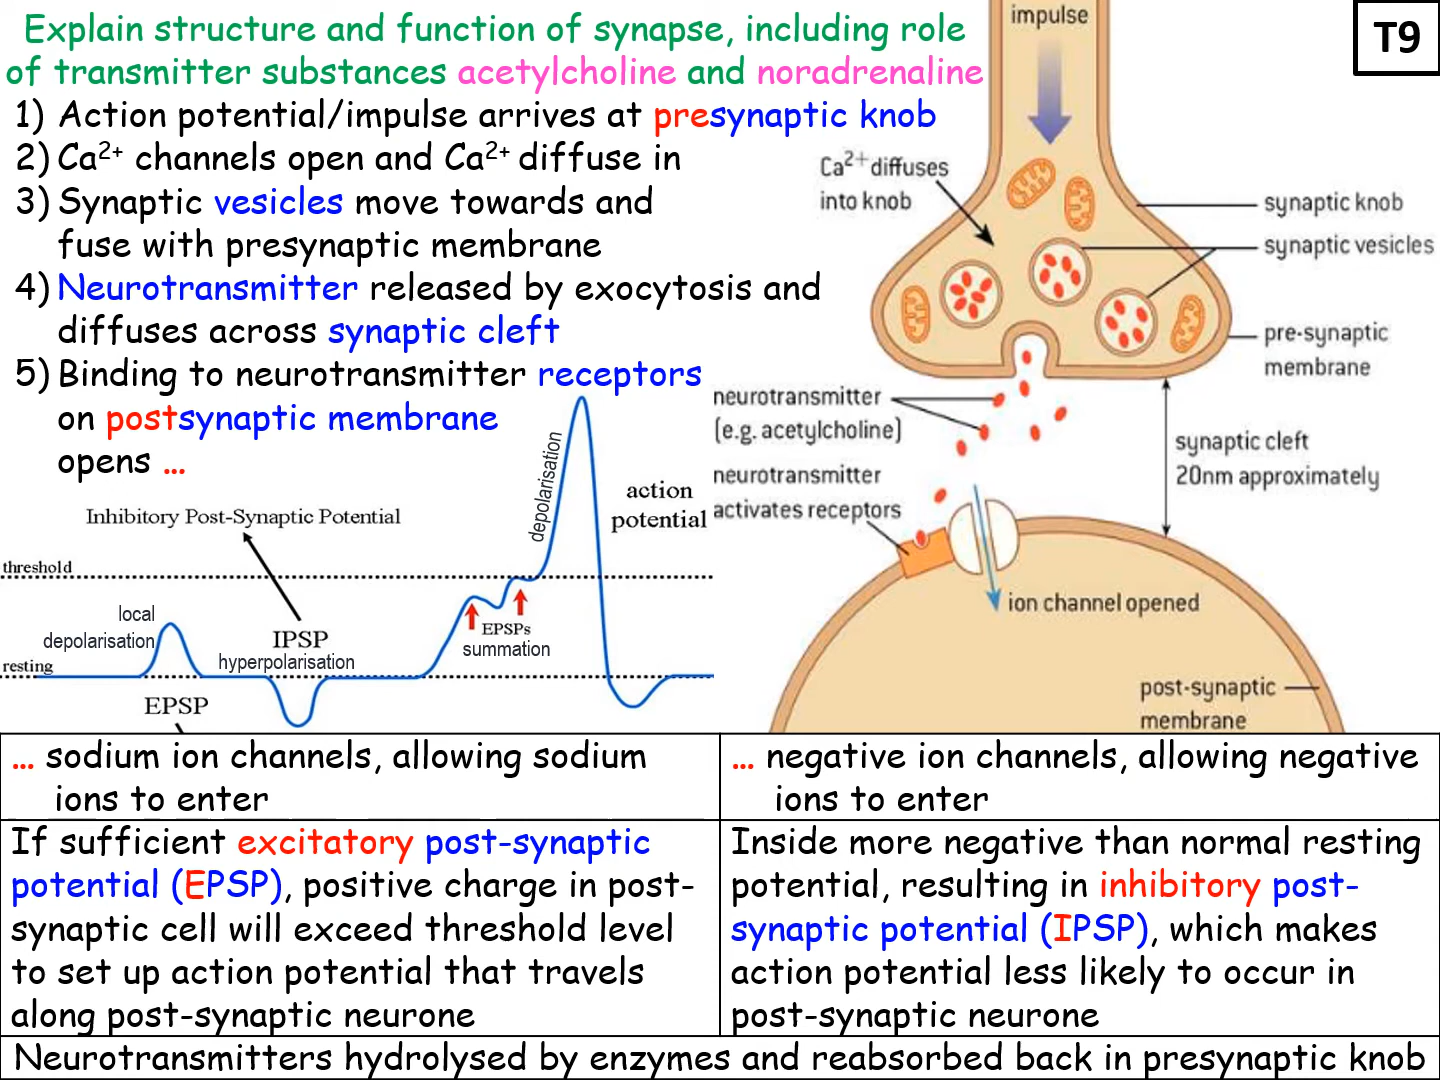 Explain structure and function of synapse, including role
of transmitter substances acetylcholine and noradrenaline
T9
1) Action potential/impulse arrives at presynaptic knob
2) Ca2+ channels open and Ca2+ diffuse in
3) Synaptic vesicles move towards and
fuse with presynaptic membrane
4) Neurotransmitter released by exocytosis and
diffuses across synaptic cleft
5) Binding to neurotransmitter receptors
on postsynaptic membrane
opens ...
impulse
Ca2+ diffuses
into knob
synaptic knob
synaptic vesicles
pre-synaptic
membrane
neurotransmitter
(e.g. acetylcholine)
synaptic cleft
20nm approximately
neurotransmitter
activates receptors
ion channel opened
post-synaptic
membrane
depolarisation
action
potential
Inhibitory Post-Synaptic Potential
threshold
local
depolarisation
IPSP
hyperpolarisation
EPSPs
summation
resting
EPSP
... sodium ion channels, allowing sodium
ions to enter
... negative ion channels, allowing negative
ions to enter
If sufficient excitatory post-synaptic
potential (EPSP), positive charge in post-
synaptic cell will exceed threshold level
to set up action potential that travels
along post-synaptic neurone
Inside more negative than normal resting
potential, resulting in inhibitory post-
synaptic potential (IPSP), which makes
action potential less likely to occur in
post-synaptic neurone
Neurotransmitters hydrolysed by enzymes and reabsorbed back in presynaptic knob